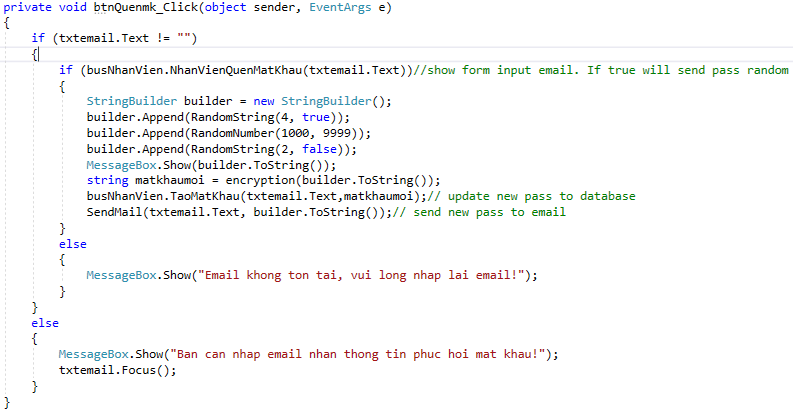 private void btnQuenmk_Click(object sender, EventArgs e)
{
if (txtemail.Text != "")
{
if (busNhanVien.NhanVienQuenMatKhau(txtemail.Text))//show form input email. If true will send pass random
{
StringBuilder builder = new StringBuilder();
builder.Append(RandomString(4, true));
builder.Append(RandomNumber(1000, 9999));
builder.Append(RandomString(2, false));
MessageBox.Show(builder.ToString());
string matkhaumoi = encryption(builder.ToString());
busNhanVien.TaoMatKhau(txtemail.Text,matkhaumoi);// update new pass to database
SendMail(txtemail.Text, builder.ToString());// send new pass to email
}
else
{
MessageBox.Show("Email khong ton tai, vui long nhap lai email!");
}
}
else
{
MessageBox.Show("Ban can nhap email nhan thong tin phuc hoi mat khau!");
txtemail.Focus();
}
}